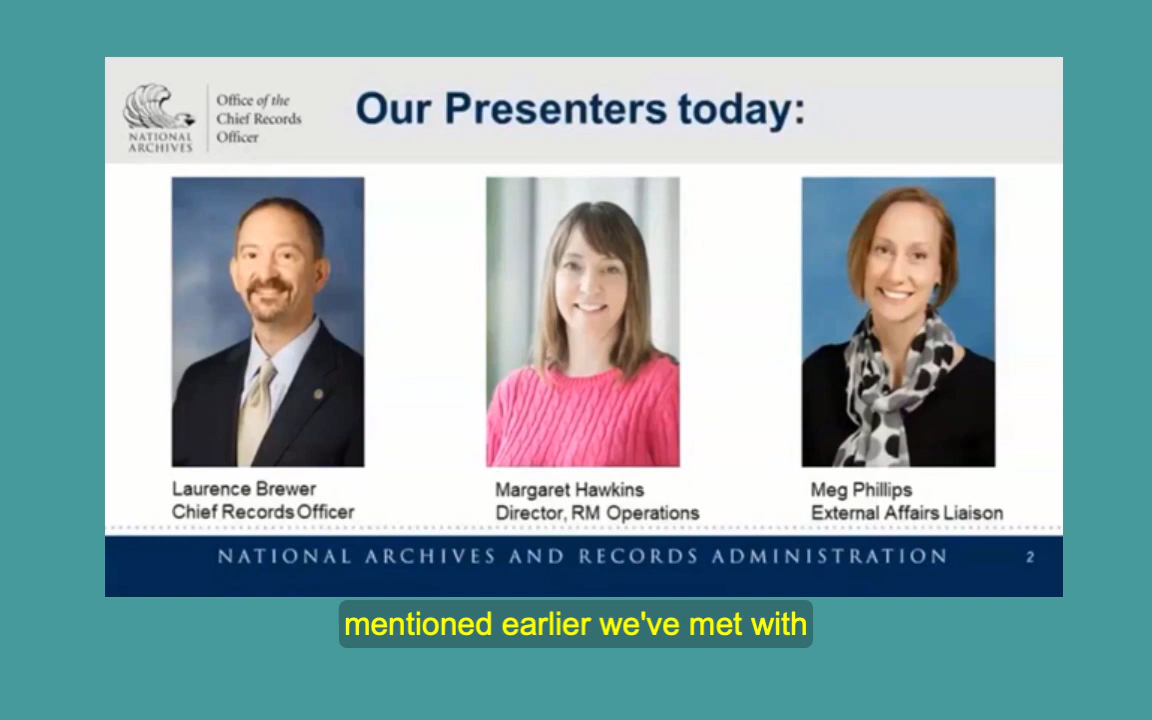 Office of the
Chief Records
Officer
NATIONAL
ARCHIVES
Our Presenters today:
Laurence Brewer
Chief Records Officer
Margaret Hawkins
Director, RM Operations
Meg Phillips
External Affairs Liaison
NATIONAL ARCHIVES AND RECORDS ADMINISTRATION
2
mentioned earlier we've met with